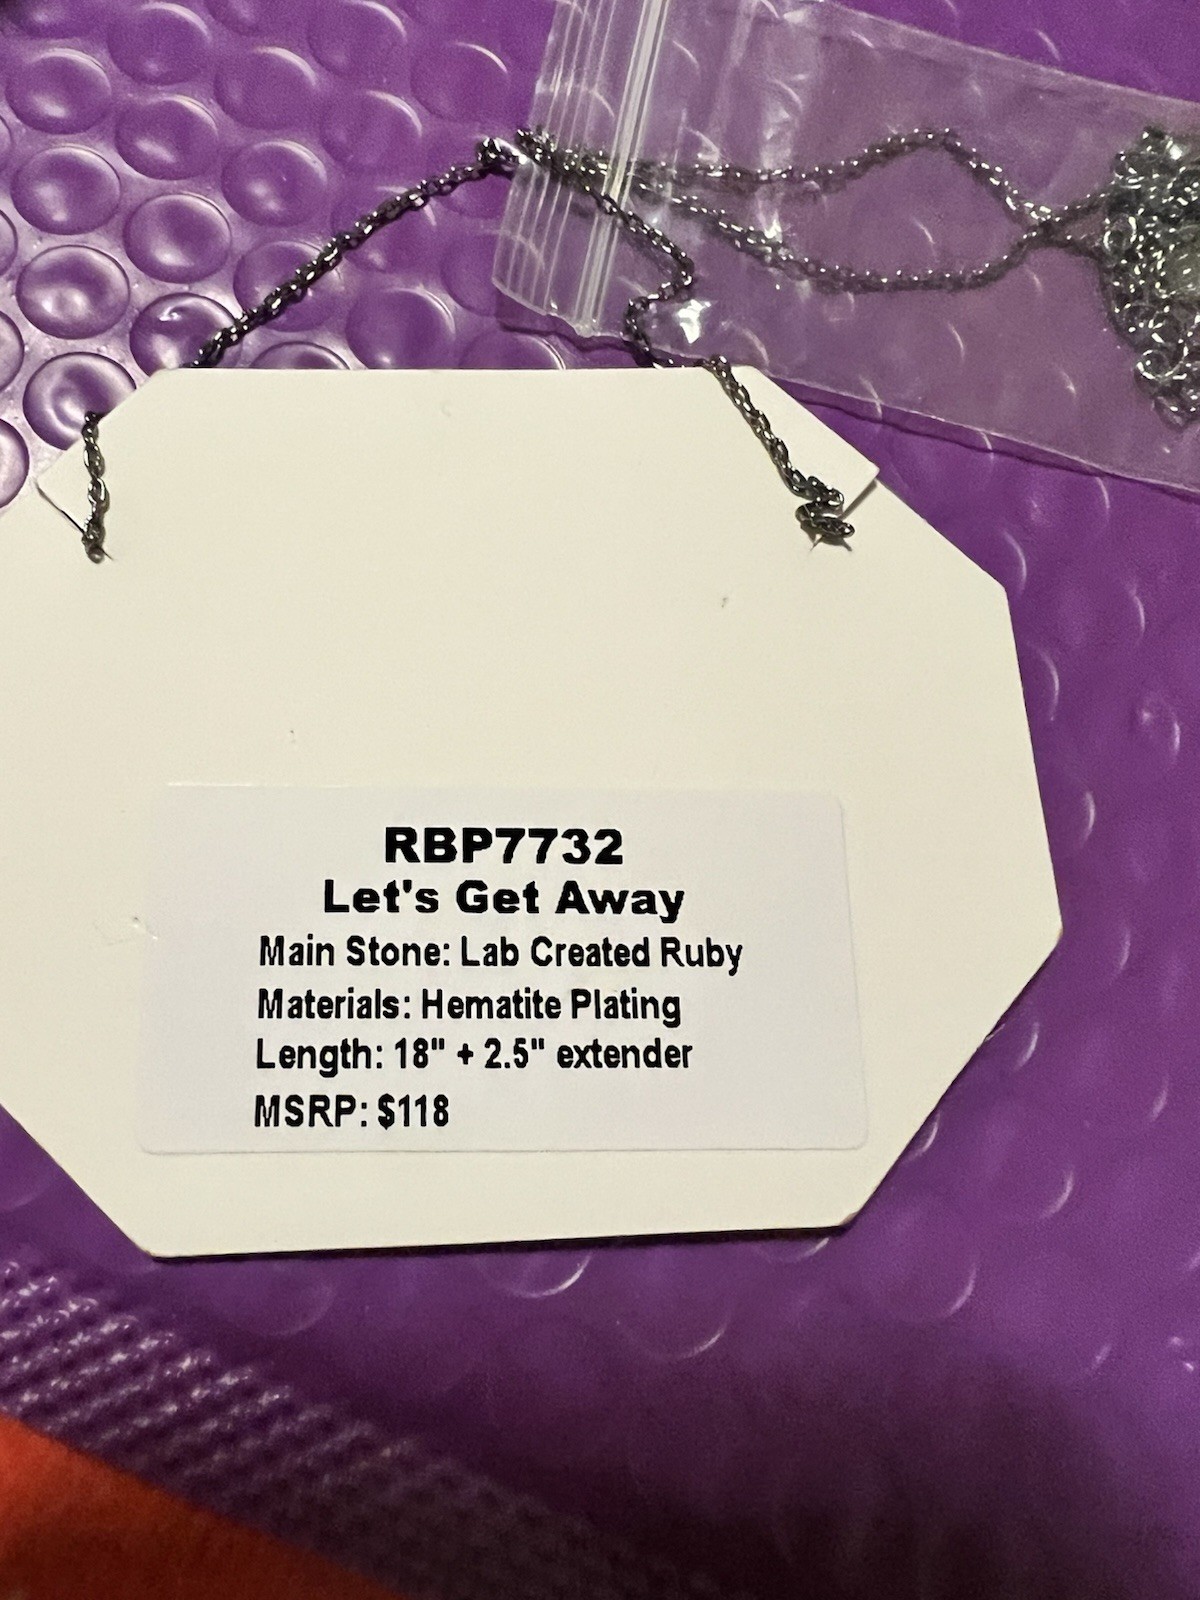 RBP7732
Let's Get Away
Main Stone: Lab Created Ruby
Materials: Hematite Plating
Length: 18" + 2.5" extender
MSRP: $118